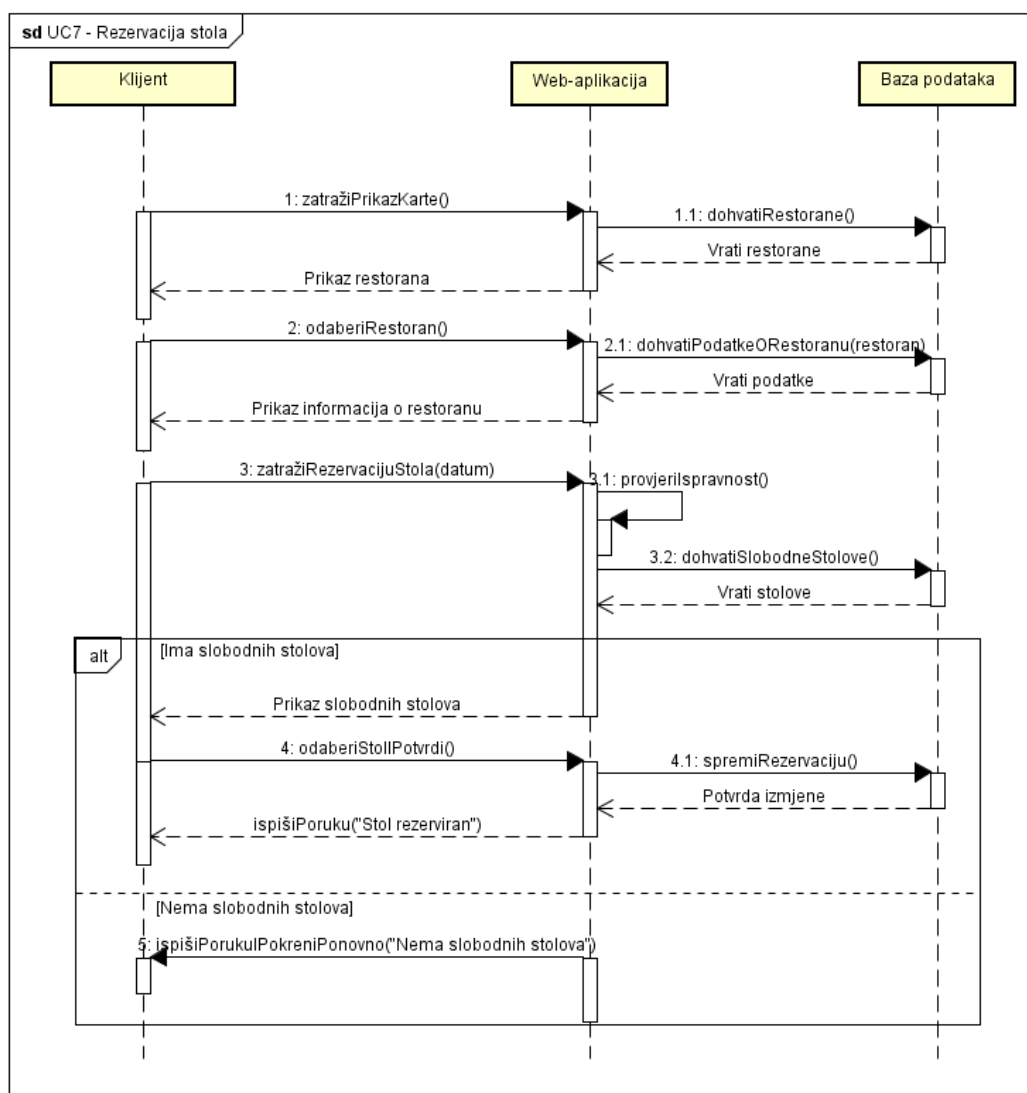 sd UC7 - Rezervacija stola
Klijent
Web-aplikacija
Baza podataka
1: zatražiPrikazKarte()
1.1: dohvatiRestorane()
Vrati restorane
Prikaz restorana
2: odaberiRestoran()
2.1: dohvatiPodatkeORestoranu(restoran)
Vrati podatke
Prikaz informacija o restoranu
3: zatražiRezervacijuStola(datum)
3.1: provjeriIspravnost()
3.2: dohvatiSlobodneStolove()
Vrati stolove
alt
[Ima slobodnih stolova]
Prikaz slobodnih stolova
4: odaberiStolIPotvrdi()
4.1: spremiRezervaciju()
Potvrda izmjene
ispišiPoruku("Stol rezerviran")
[Nema slobodnih stolova]
5: ispišiPorukuIPokreniPonovno("Nema slobodnih stolova")